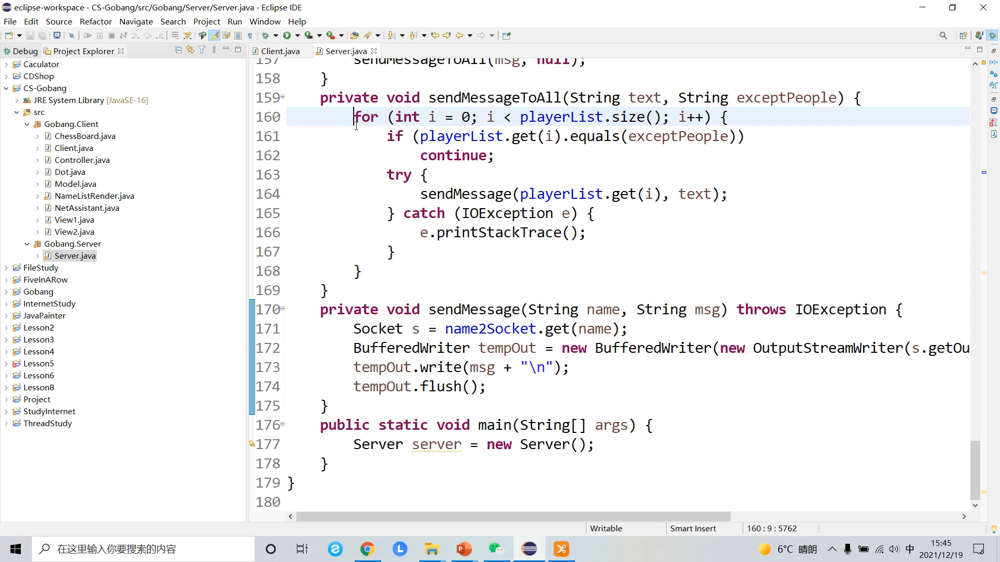 eclipse-workspace - CS-Gobang/src/Gobang/Server/Server.java - Eclipse IDE
File Edit Source Refactor Navigate Search Project Run Window Help
Debug Project Explorer
Client.java Server.java
Caculator
CDShop
CS-Gobang
JRE System Library [JavaSE-16]
src
Gobang.Client
ChessBoard.java
Client.java
Controller.java
Dot.java
Model.java
NameListRender.java
NetAssistant.java
View1.java
View2.java
Gobang.Server
Server.java
FileStudy
FiveInARow
Gobang
InternetStudy
JavaPainter
Lesson2
Lesson3
Lesson4
Lesson5
Lesson6
Lesson8
Project
StudyInternet
ThreadStudy
157 sendMessageToAll(msg, null);
158 }
159 private void sendMessageToAll(String text, String exceptPeople) {
160 for (int i = 0; i < playerList.size(); i++) {
161 if (playerList.get(i).equals(exceptPeople))
162 continue;
163 try {
164 sendMessage(playerList.get(i), text);
165 } catch (IOException e) {
166 e.printStackTrace();
167 }
168 }
169 }
170 private void sendMessage(String name, String msg) throws IOException {
171 Socket s = name2Socket.get(name);
172 BufferedWriter tempOut = new BufferedWriter(new OutputStreamWriter(s.getOu
173 tempOut.write(msg + "\n");
174 tempOut.flush();
175 }
176 public static void main(String[] args) {
177 Server server = new Server();
178 }
179 }
180
Writable Smart Insert 160 : 9 : 5762
在这里输入你要搜索的内容
6°C 晴朗 中 15:45
2021/12/19